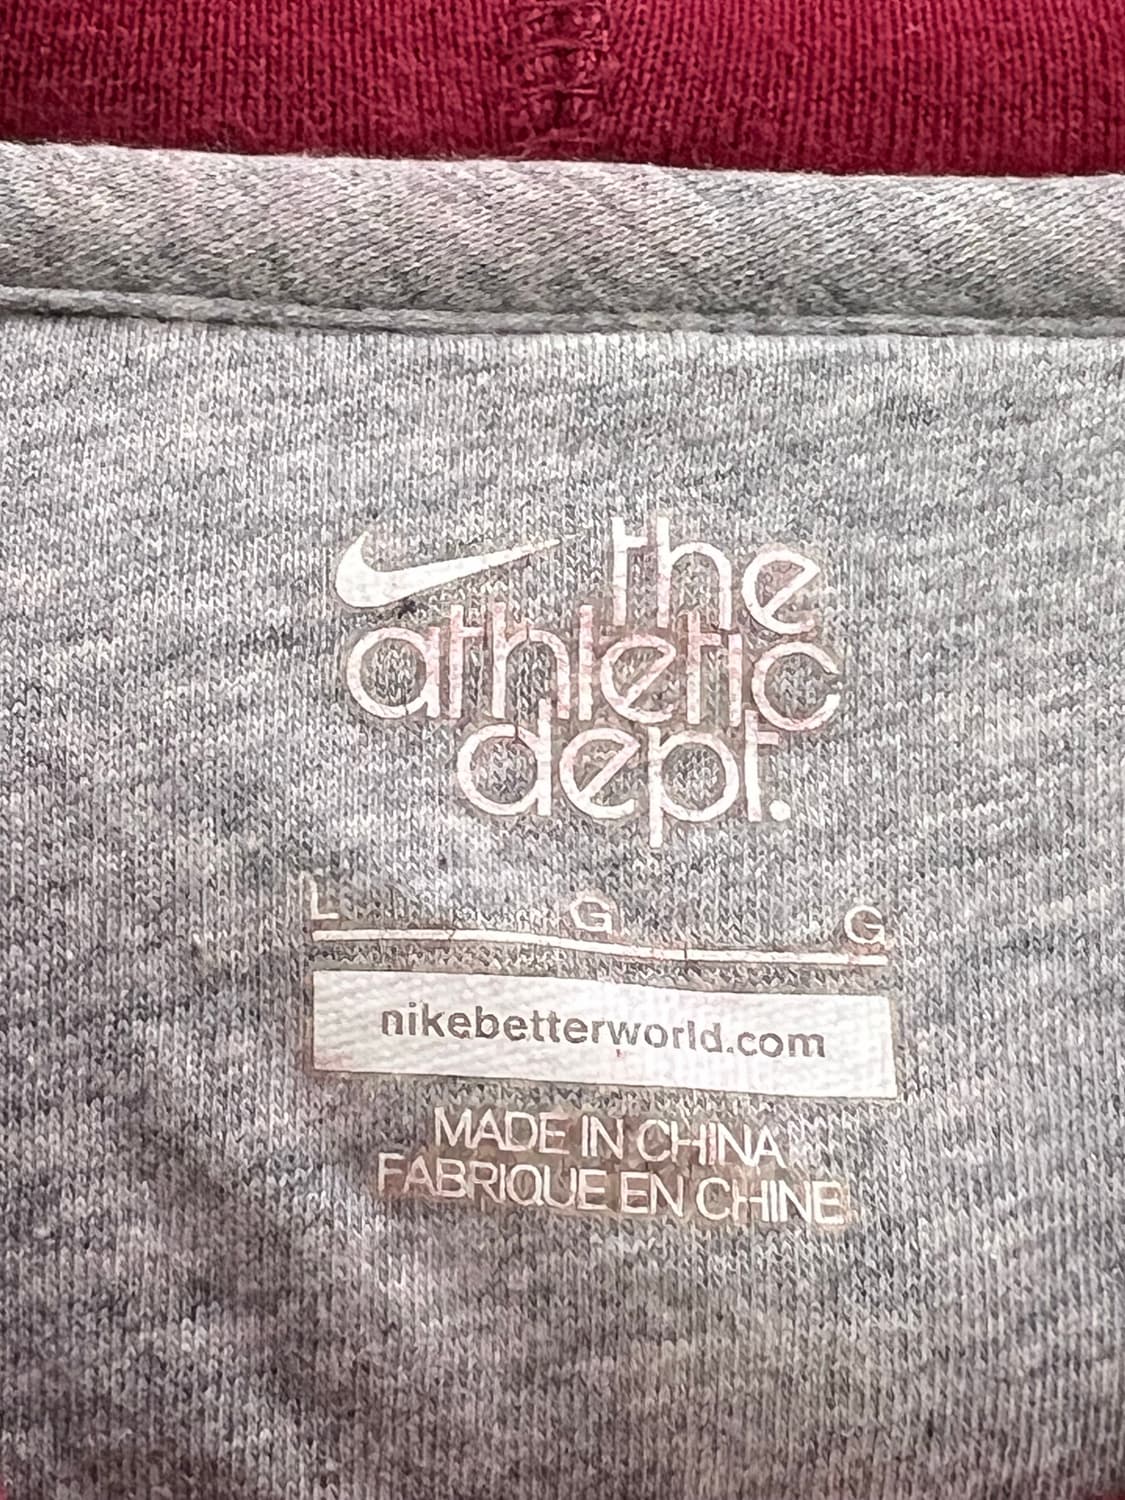 the
athletic
dept.
L G G
nikebetterworld.com
MADE IN CHINA
FABRIQUE EN CHINE